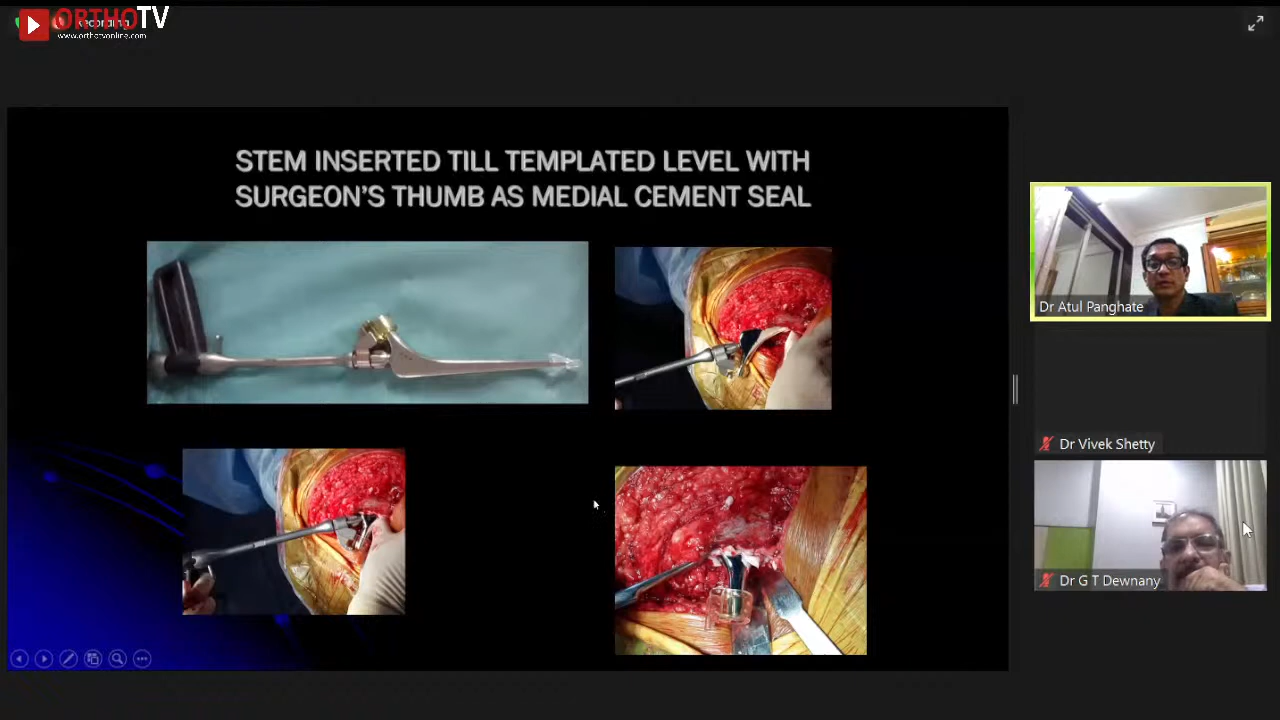 ORTHOTV
Recording
www.orthotvonline.com
STEM INSERTED TILL TEMPLATED LEVEL WITH
SURGEON'S THUMB AS MEDIAL CEMENT SEAL
Dr Atul Panghate
Dr Vivek Shetty
Dr G T Dewnany